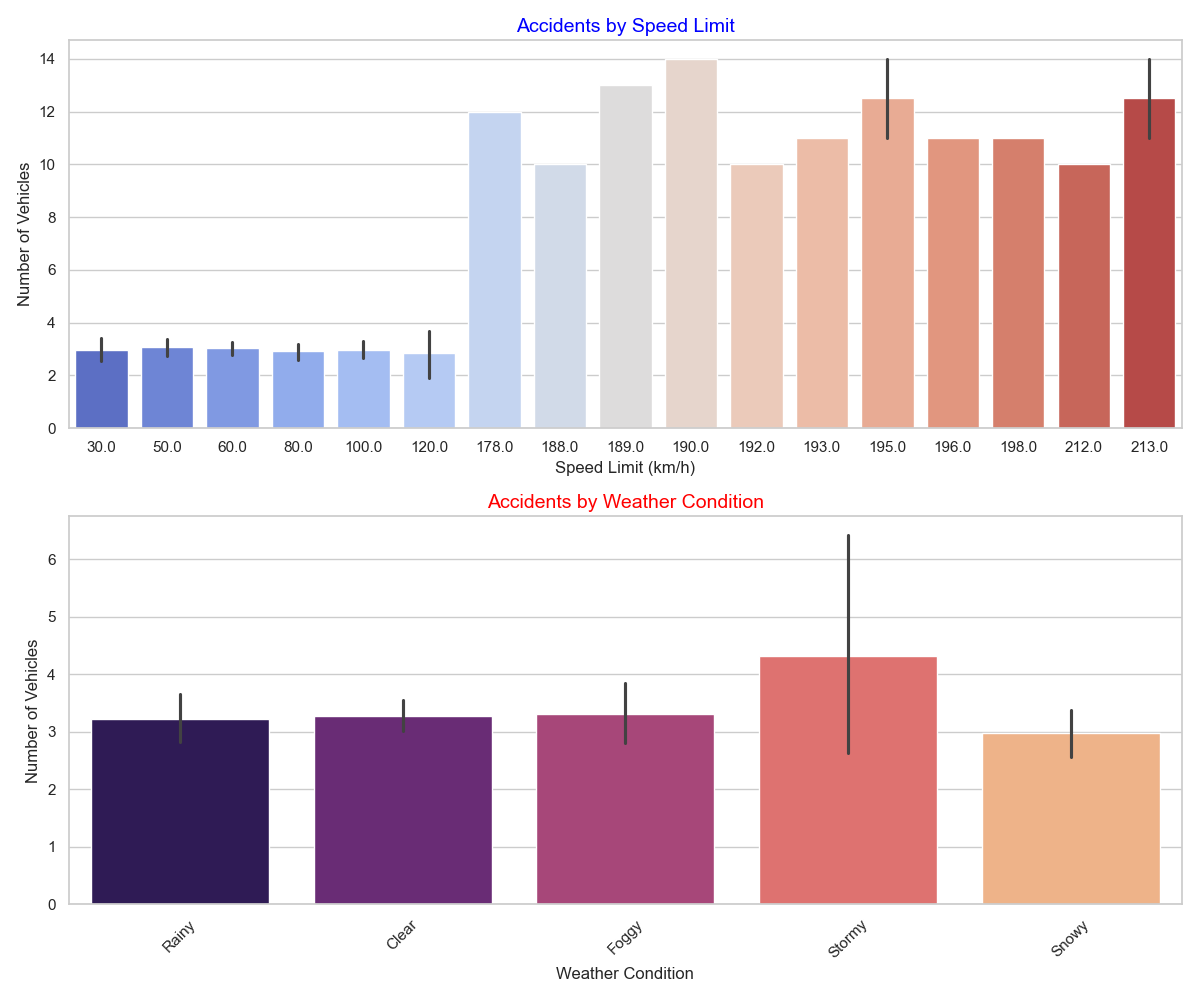 Accidents by Speed Limit
Number of Vehicles
14
12
10
8
6
4
2
0
30.0 50.0 60.0 80.0 100.0 120.0 178.0 188.0 189.0 190.0 192.0 193.0 195.0 196.0 198.0 212.0 213.0
Speed Limit (km/h)
Accidents by Weather Condition
Number of Vehicles
6
5
4
3
2
1
0
Rainy Clear Foggy Stormy Snowy
Weather Condition